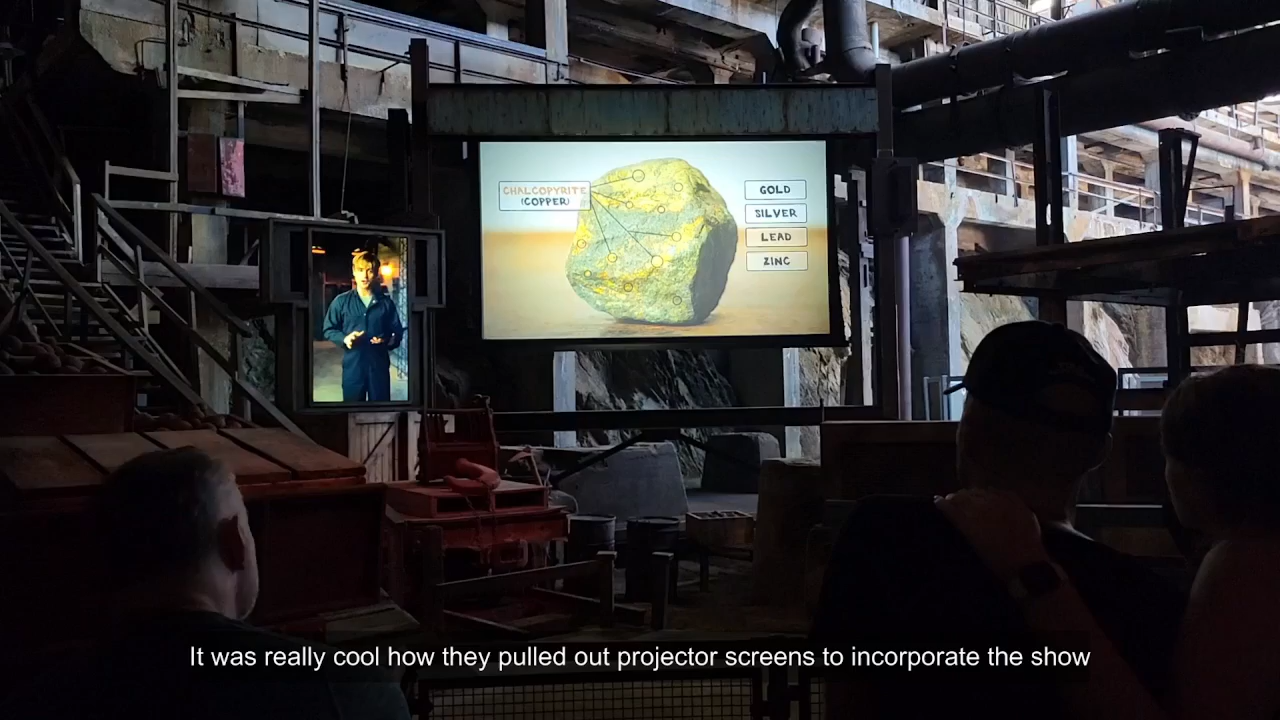 CHALCOPYRITE
(COPPER)
GOLD
SILVER
LEAD
ZINC
It was really cool how they pulled out projector screens to incorporate the show